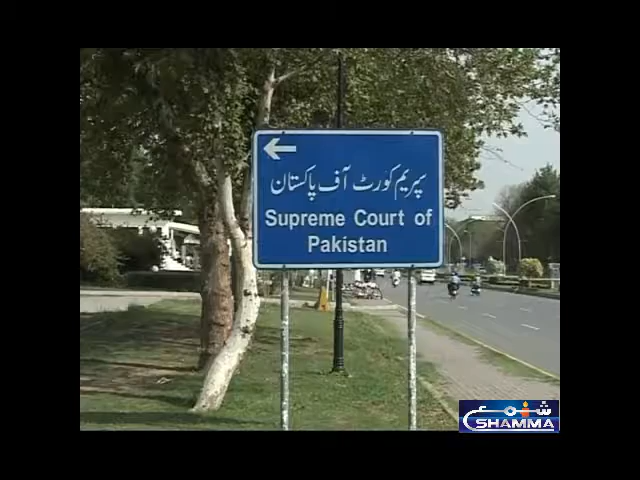 سپریم کورٹ آف پاکستان
Supreme Court of
Pakistan
شمع
SHAMMA